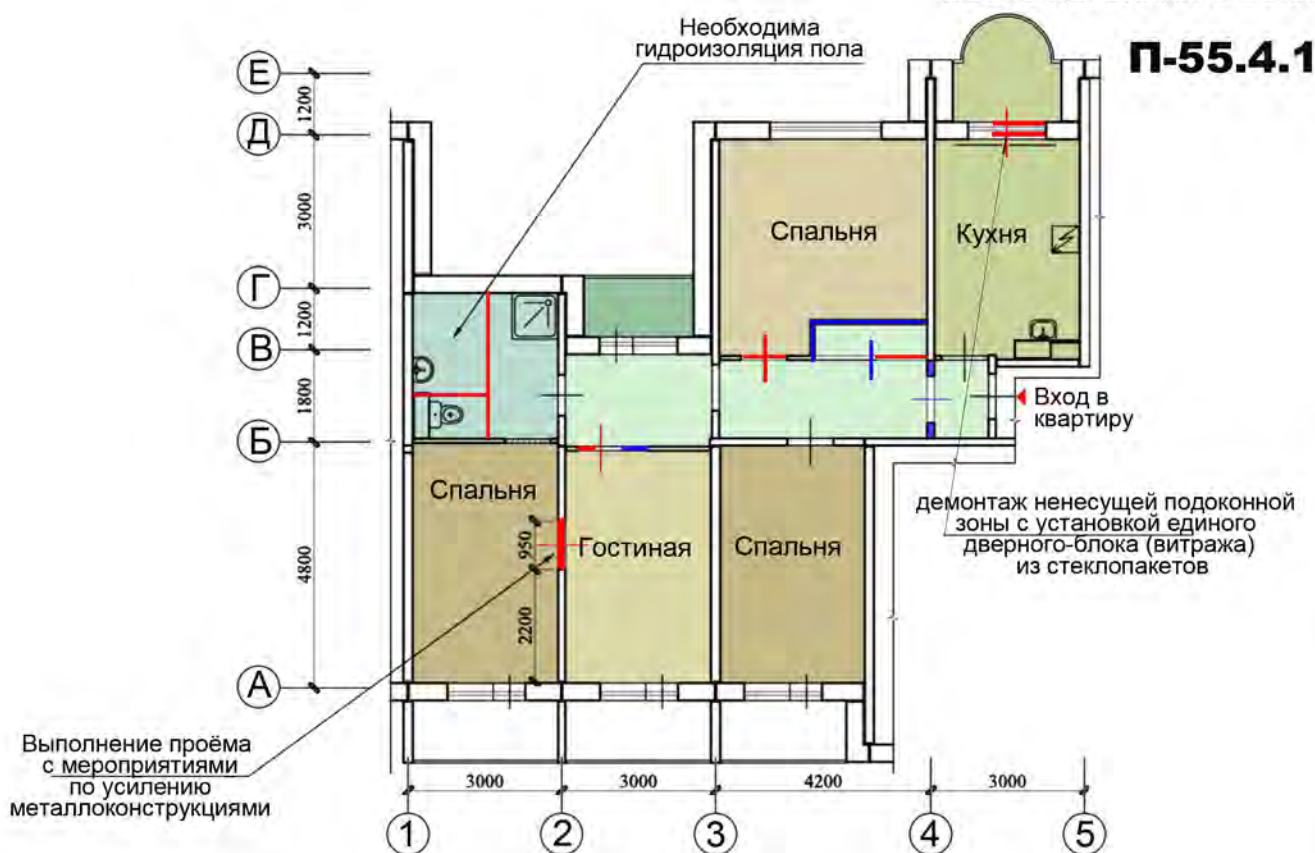 Необходима
гидроизоляция пола
П-55.4.1
Е
1200
Д
3000
Г
1200
В
1800
Б
4800
А
Спальня
Кухня
Вход в
квартиру
Спальня
950
Гостиная
Спальня
2200
демонтаж ненесущей подоконной
зоны с установкой единого
дверного-блока (витража)
из стеклопакетов
Выполнение проёма
с мероприятиями
по усилению
металлоконструкциями
3000
3000
4200
3000
1
2
3
4
5